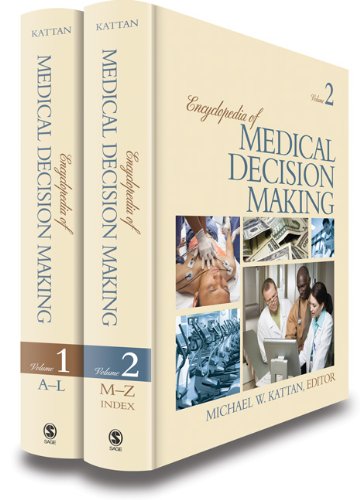 KATTAN
Encyclopedia of
MEDICAL DECISION MAKING
Volume 1
A–L
SAGE
KATTAN
Encyclopedia of
MEDICAL DECISION MAKING
Volume 2
M–Z
INDEX
SAGE
Volume 2
Encyclopedia of
MEDICAL
DECISION
MAKING
MICHAEL W. KATTAN, EDITOR